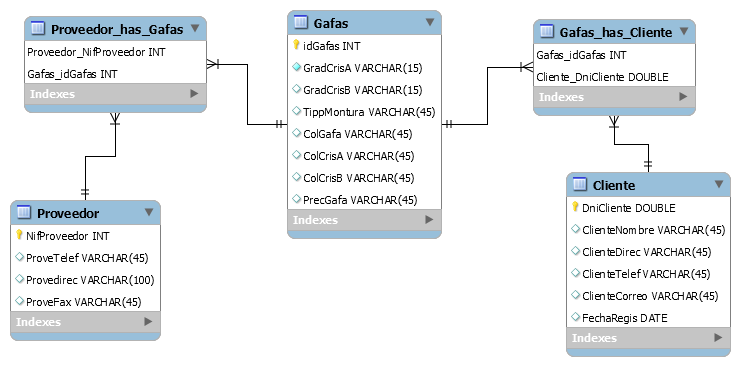 Proveedor_has_Gafas
Proveedor_NifProveedor INT
Gafas_idGafas INT
Indexes
Gafas
idGafas INT
GradCrisA VARCHAR(15)
GradCrisB VARCHAR(15)
TippMontura VARCHAR(45)
ColGafa VARCHAR(45)
ColCrisA VARCHAR(45)
ColCrisB VARCHAR(45)
PrecGafa VARCHAR(45)
Indexes
Gafas_has_Cliente
Gafas_idGafas INT
Cliente_DniCliente DOUBLE
Indexes
Proveedor
NifProveedor INT
ProveTelef VARCHAR(45)
Provedirec VARCHAR(100)
ProveFax VARCHAR(45)
Indexes
Cliente
DniCliente DOUBLE
ClienteNombre VARCHAR(45)
ClienteDirec VARCHAR(45)
ClienteTelef VARCHAR(45)
ClienteCorreo VARCHAR(45)
FechaRegis DATE
Indexes